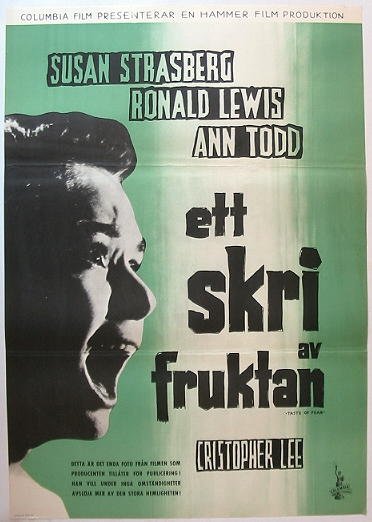 COLUMBIA FILM PRESENTERAR EN HAMMER FILM PRODUKTION
SUSAN STRASBERG
RONALD LEWIS
ANN TODD
ett
skri
av
fruktan
"TASTE OF FEAR"
CRISTOPHER LEE
DETTA ÄR DET ENDA FOTO FRÅN FILMEN SOM
PRODUCENTEN TILLÅTER FÖR PUBLICERING!
HAN VILL UNDER INGA OMSTÄNDIGHETER
AVSLÖJA MER AV DEN STORA HEMLIGHETEN!
COLUMBIA